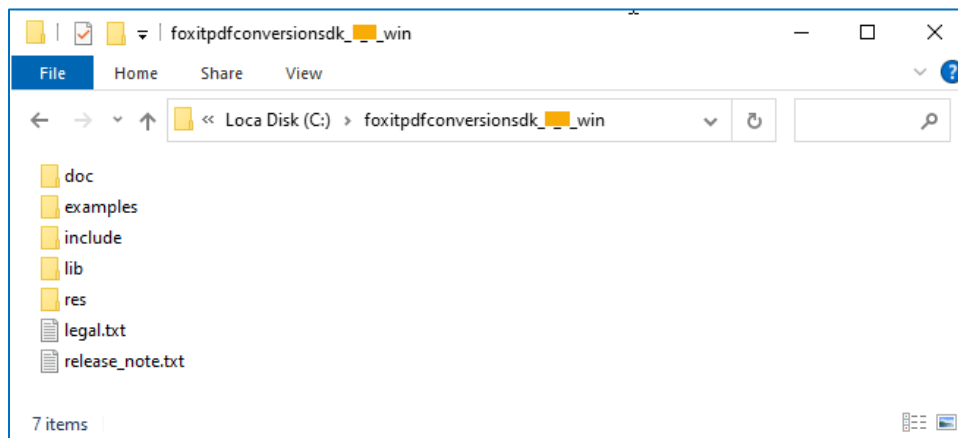 foxitpdfconversionsdk_ _ _win
File Home Share View ?
« Loca Disk (C:) › foxitpdfconversionsdk_ _ _win
doc
examples
include
lib
res
legal.txt
release_note.txt
7 items